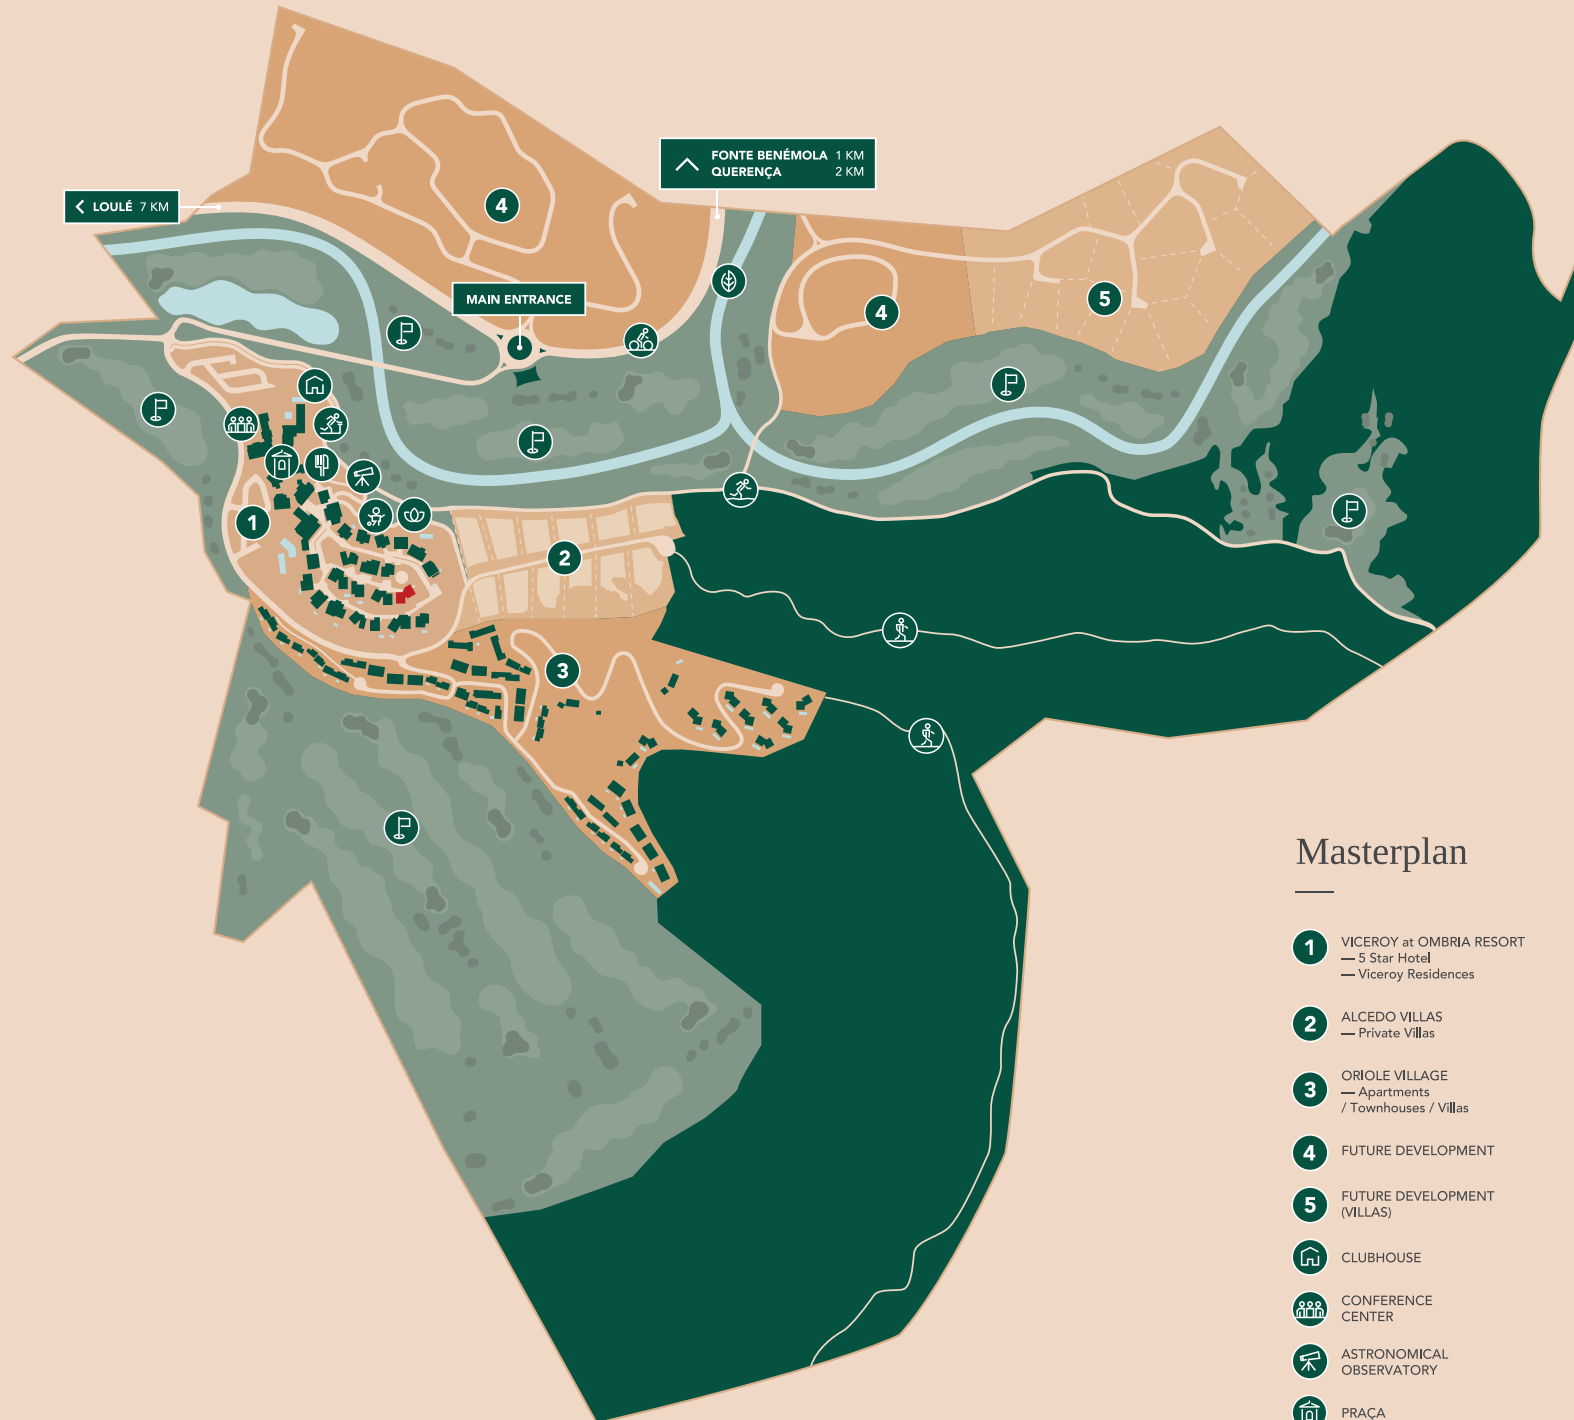 FONTE BENÉMOLA 1 KM
QUERENÇA 2 KM
LOULÉ 7 KM
4
MAIN ENTRANCE
4
5
1
2
3
Masterplan
1 VICEROY at OMBRIA RESORT
— 5 Star Hotel
— Viceroy Residences
2 ALCEDO VILLAS
— Private Villas
3 ORIOLE VILLAGE
— Apartments
/ Townhouses / Villas
4 FUTURE DEVELOPMENT
5 FUTURE DEVELOPMENT
(VILLAS)
CLUBHOUSE
CONFERENCE
CENTER
ASTRONOMICAL
OBSERVATORY
PRAÇA